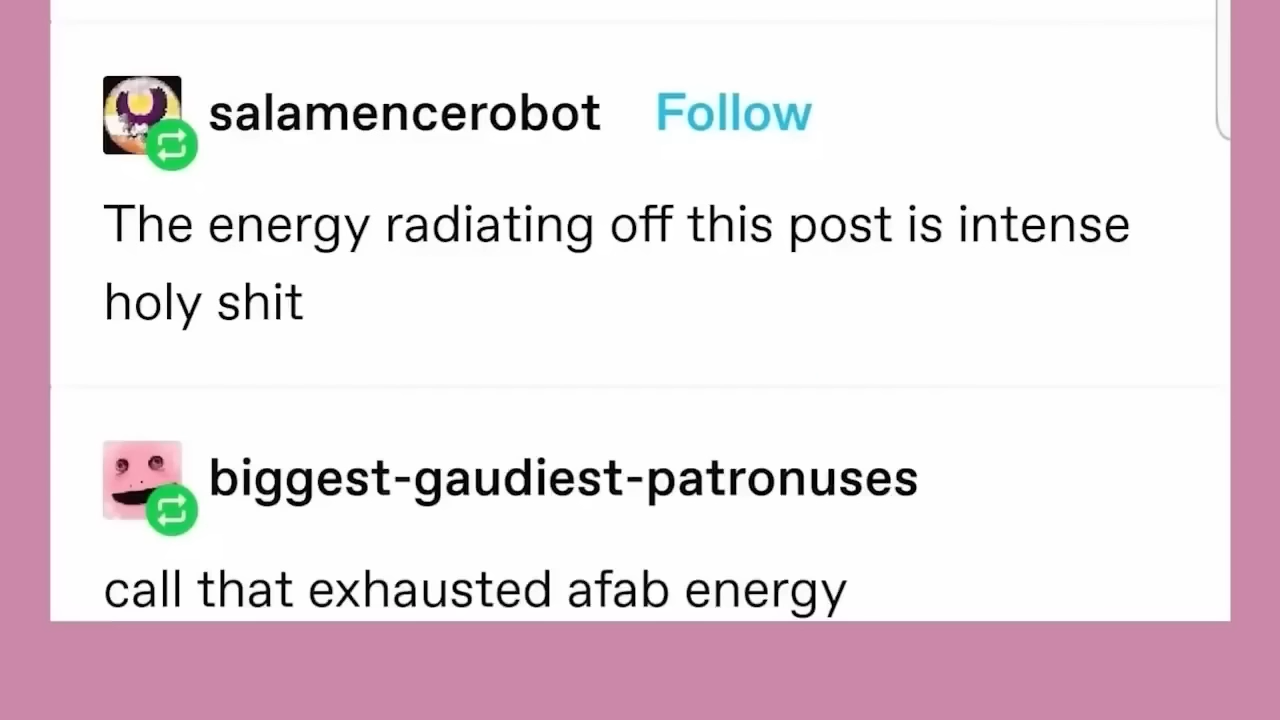 salamencerobot Follow
The energy radiating off this post is intense
holy shit
biggest-gaudiest-patronuses
call that exhausted afab energy